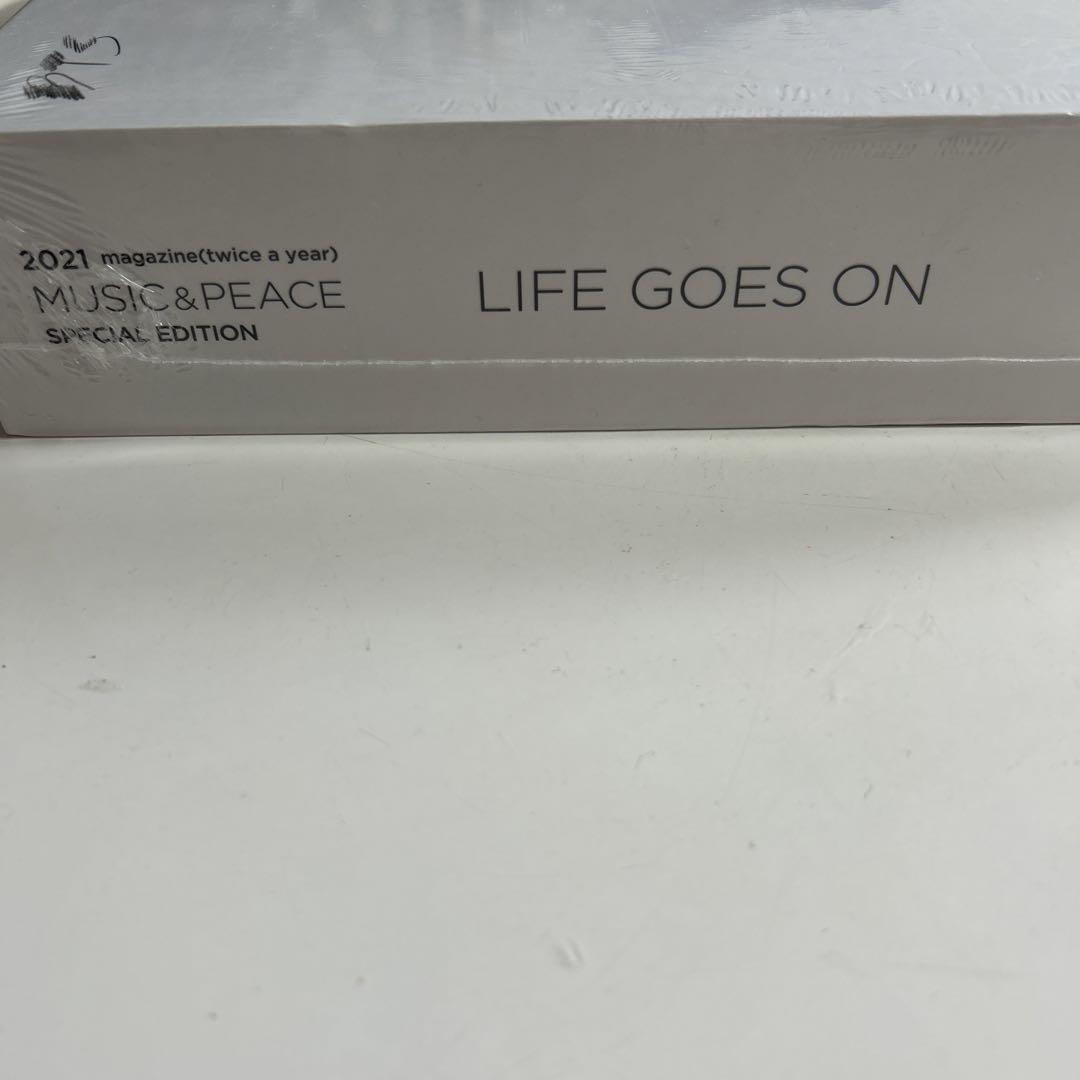 2021 magazine(twice a year)
MUSIC&PEACE
SPECIAL EDITION
LIFE GOES ON